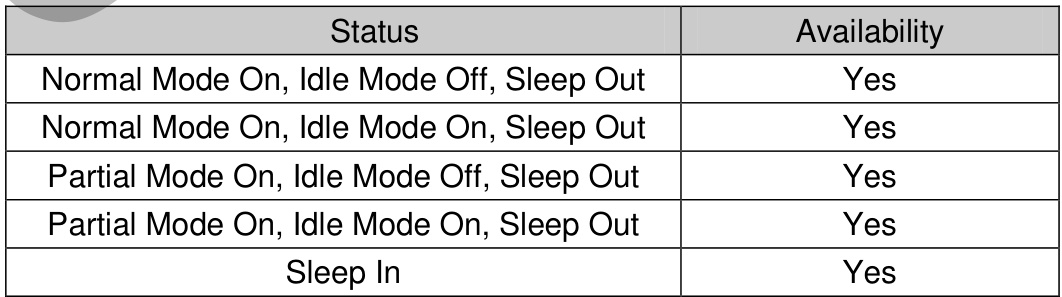 Status Availability
Normal Mode On, Idle Mode Off, Sleep Out Yes
Normal Mode On, Idle Mode On, Sleep Out Yes
Partial Mode On, Idle Mode Off, Sleep Out Yes
Partial Mode On, Idle Mode On, Sleep Out Yes
Sleep In Yes